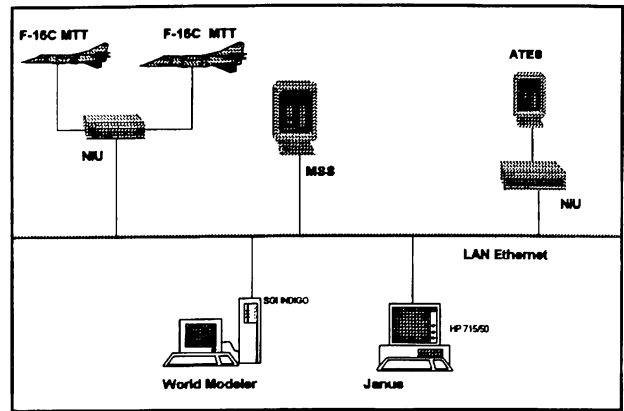 F-16C MTT
F-16C MTT
ATES
NIU
MSS
NIU
LAN Ethernet
SGI INDIGO
HP 715/50
World Modeler
Janus